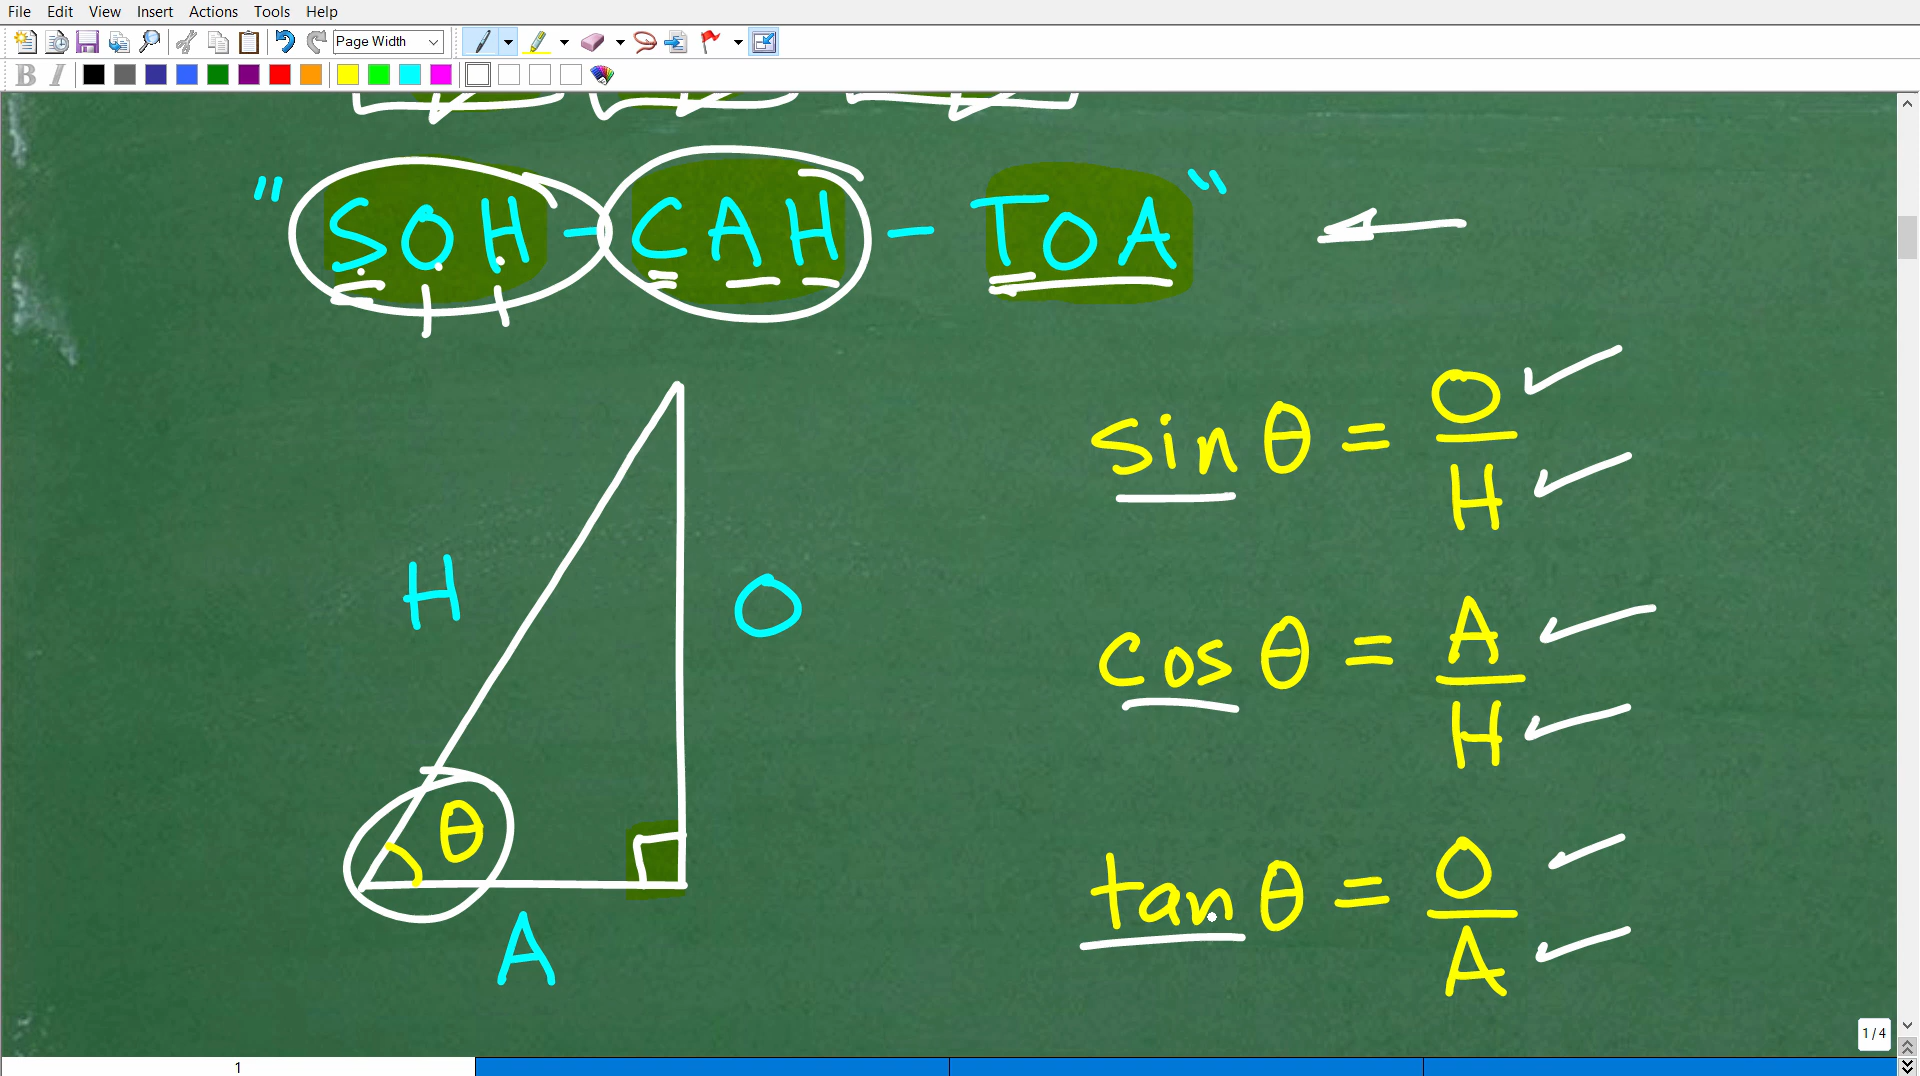 File Edit View Insert Actions Tools Help
Page Width
B I
"SOH - CAH - TOA"
sin θ = O/H
H
O
cos θ = A/H
θ
tan θ = O/A
A
1 / 4
1